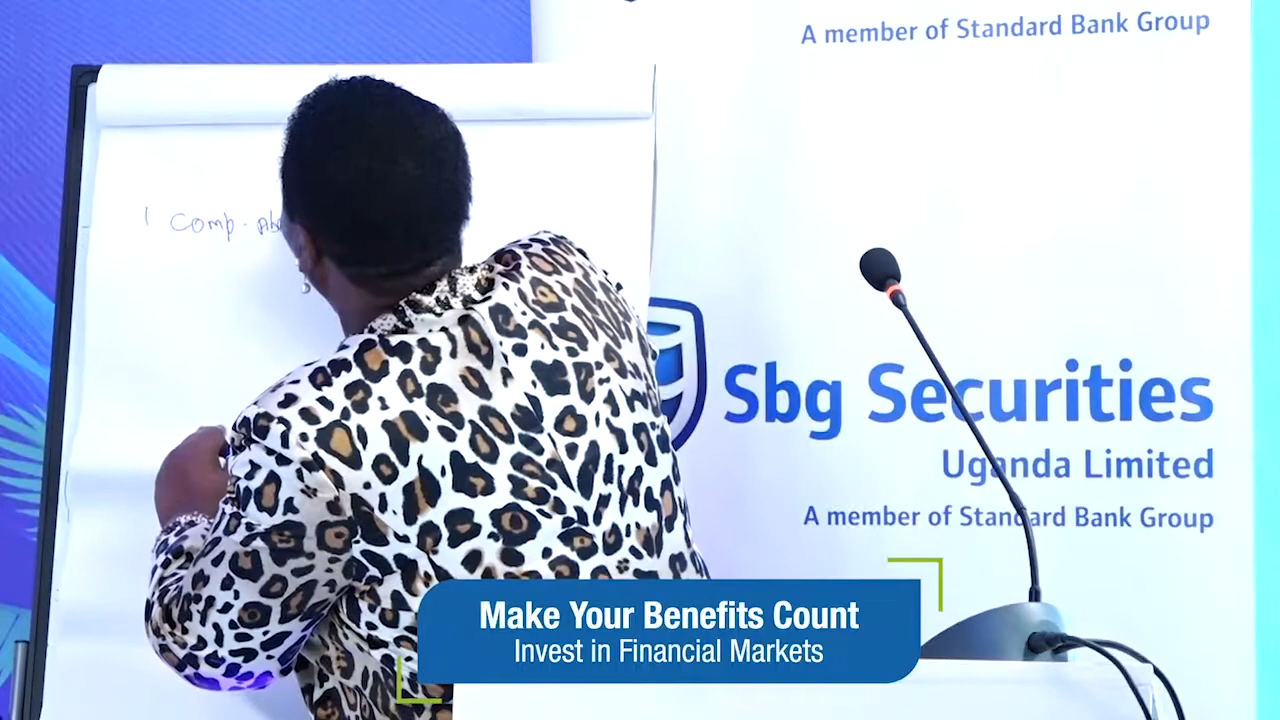 A member of Standard Bank Group
1 Comp.
Sbg Securities
Uganda Limited
A member of Standard Bank Group
Make Your Benefits Count
Invest in Financial Markets